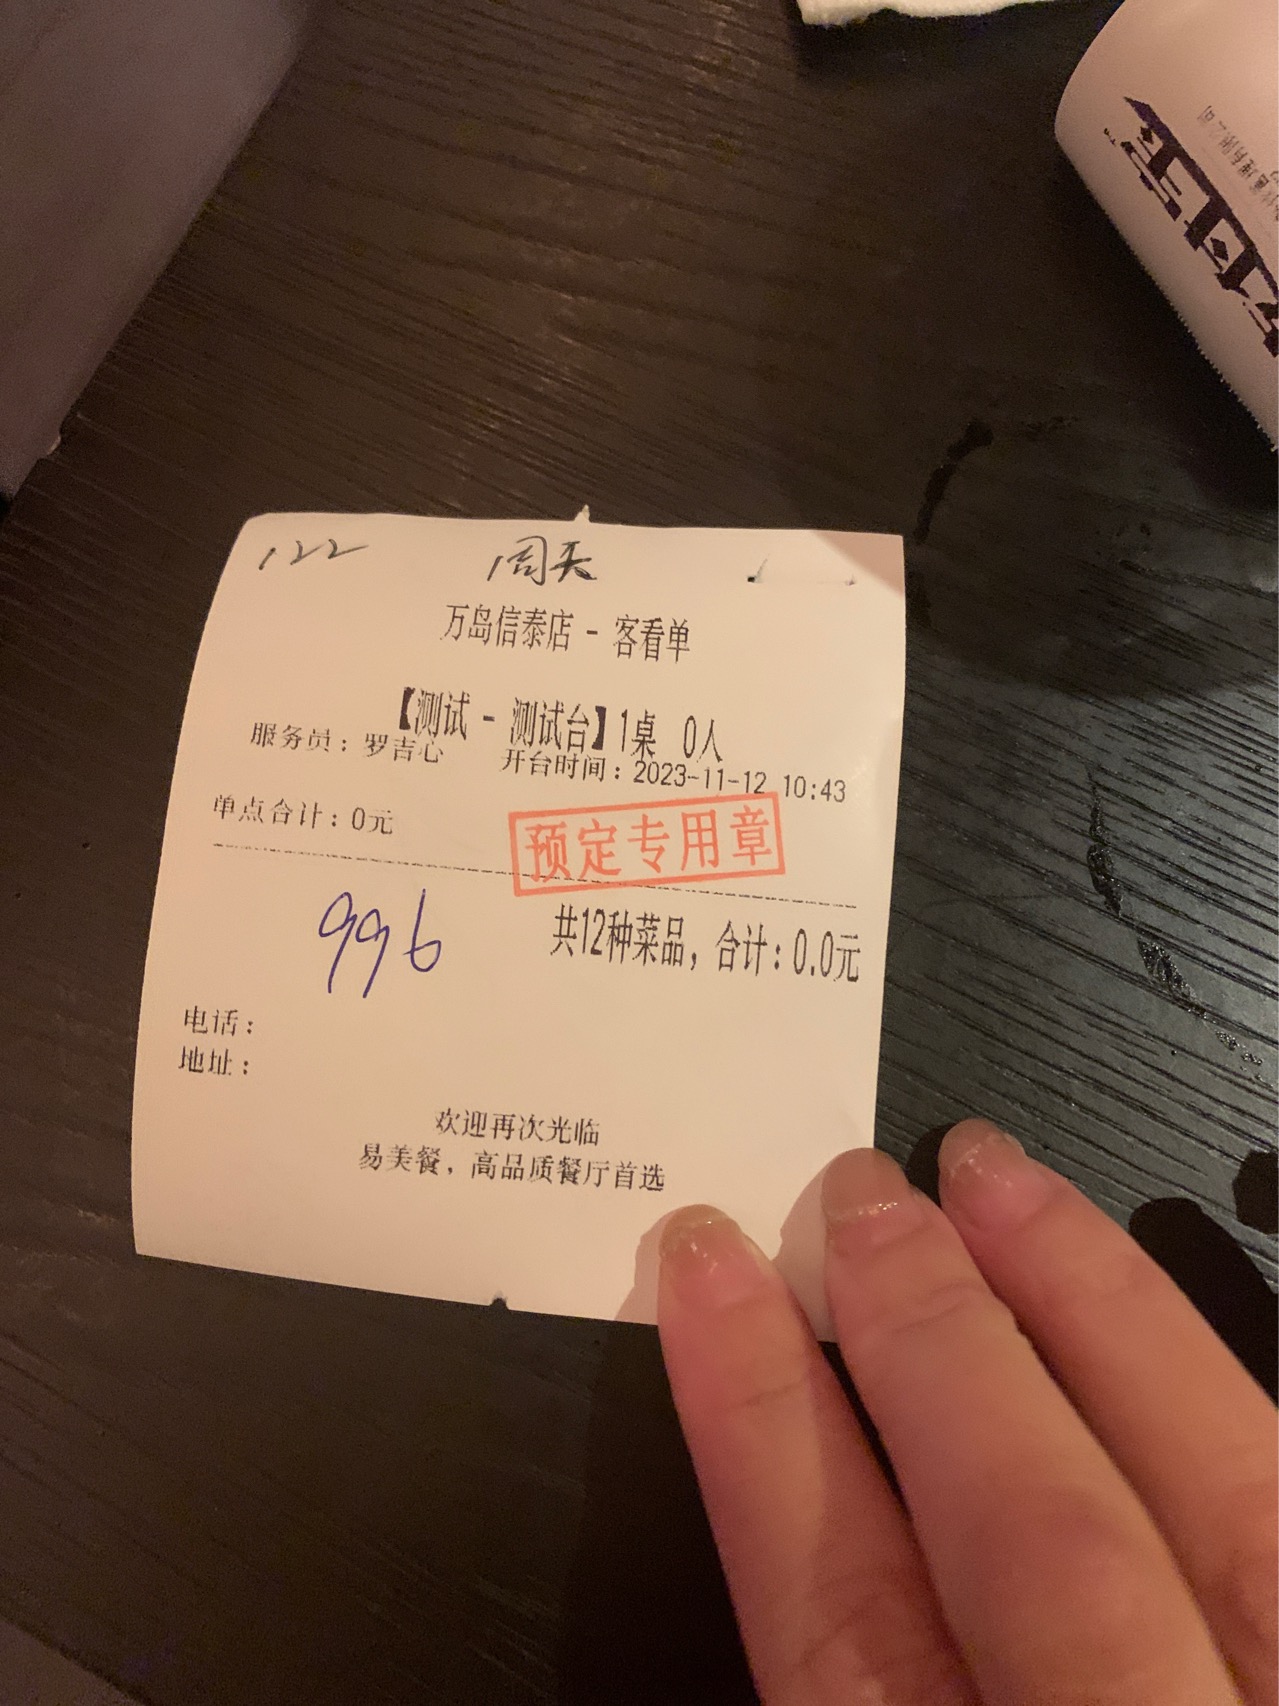 122 周天
万岛信泰店 - 客看单
【测试 - 测试台】1桌 0人
服务员：罗吉心 开台时间：2023-11-12 10:43
单点合计：0元
预定专用章
996
共12种菜品，合计：0.0元
电话：
地址：
欢迎再次光临
易美餐，高品质餐厅首选